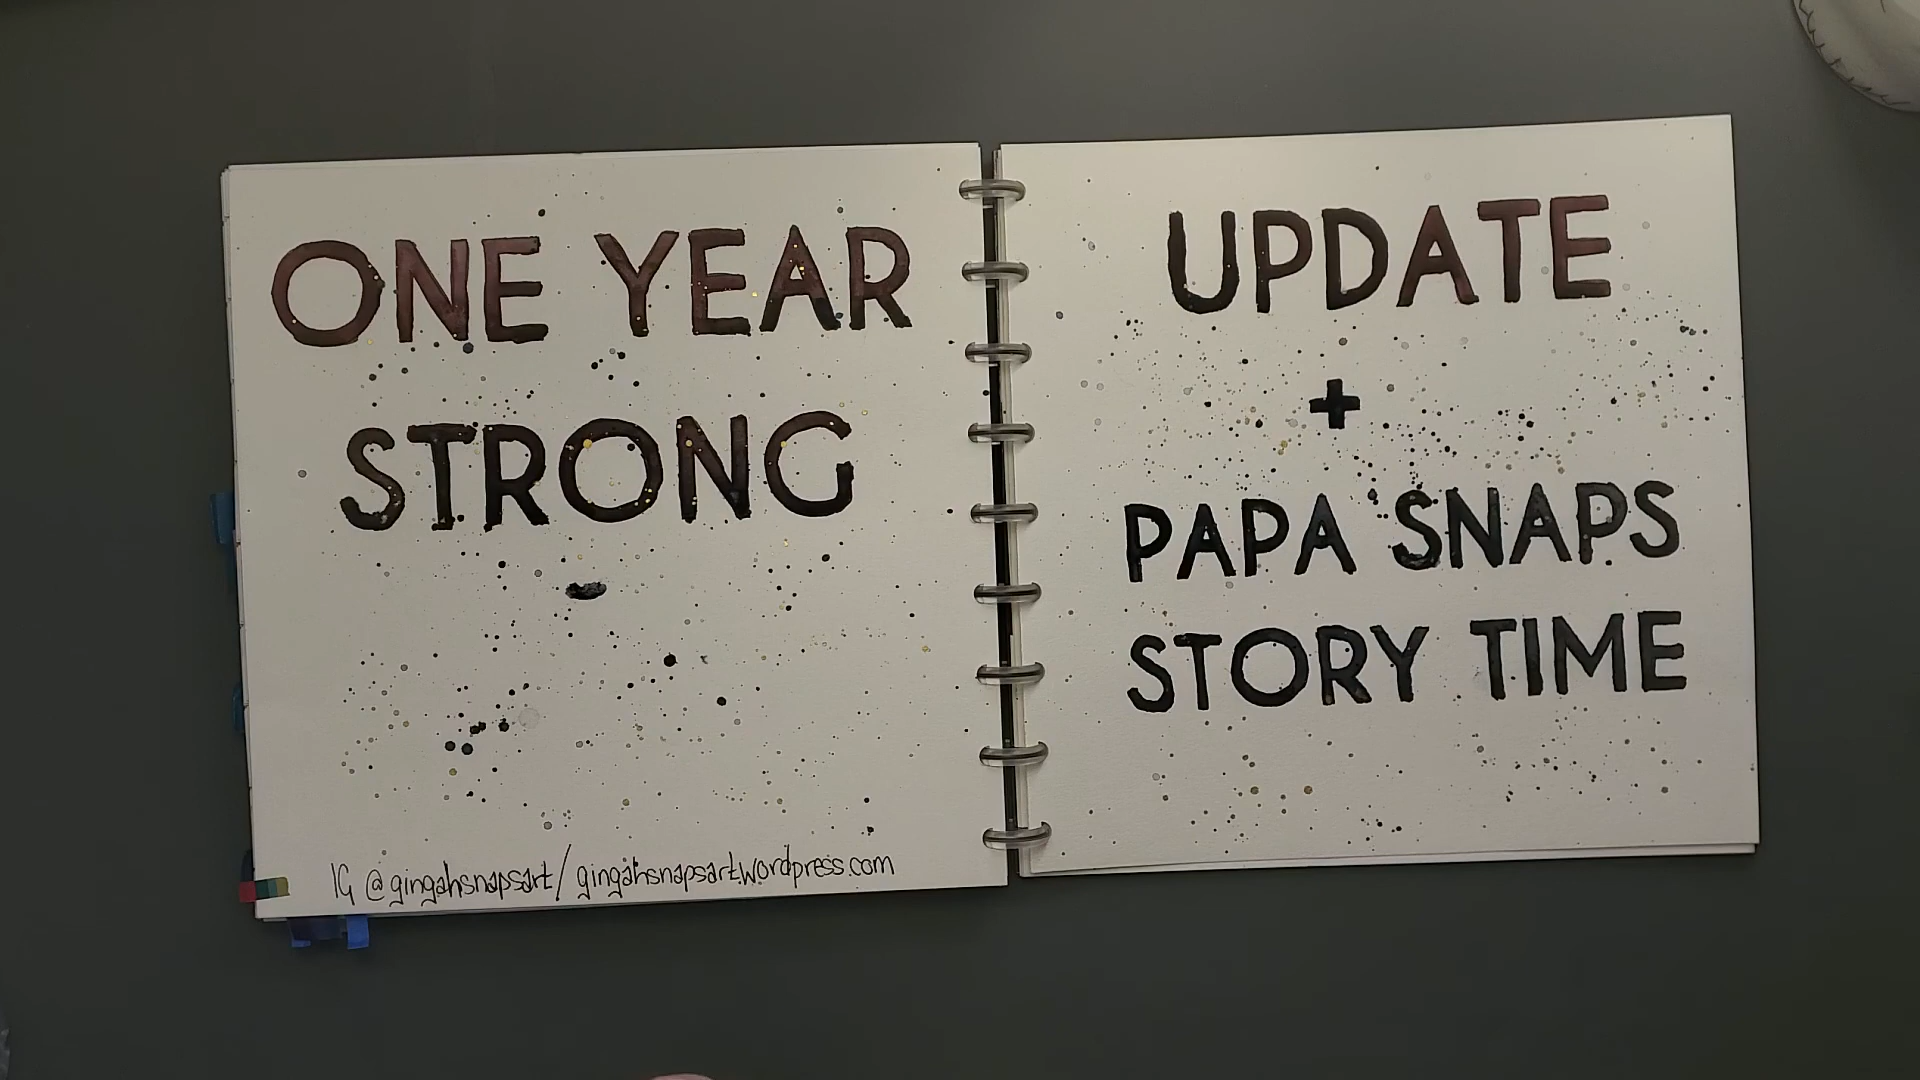 ONE YEAR
STRONG
-
IG @gingahsnapsart/gingahsnapsart.wordpress.com
UPDATE
+
PAPA SNAPS
STORY TIME